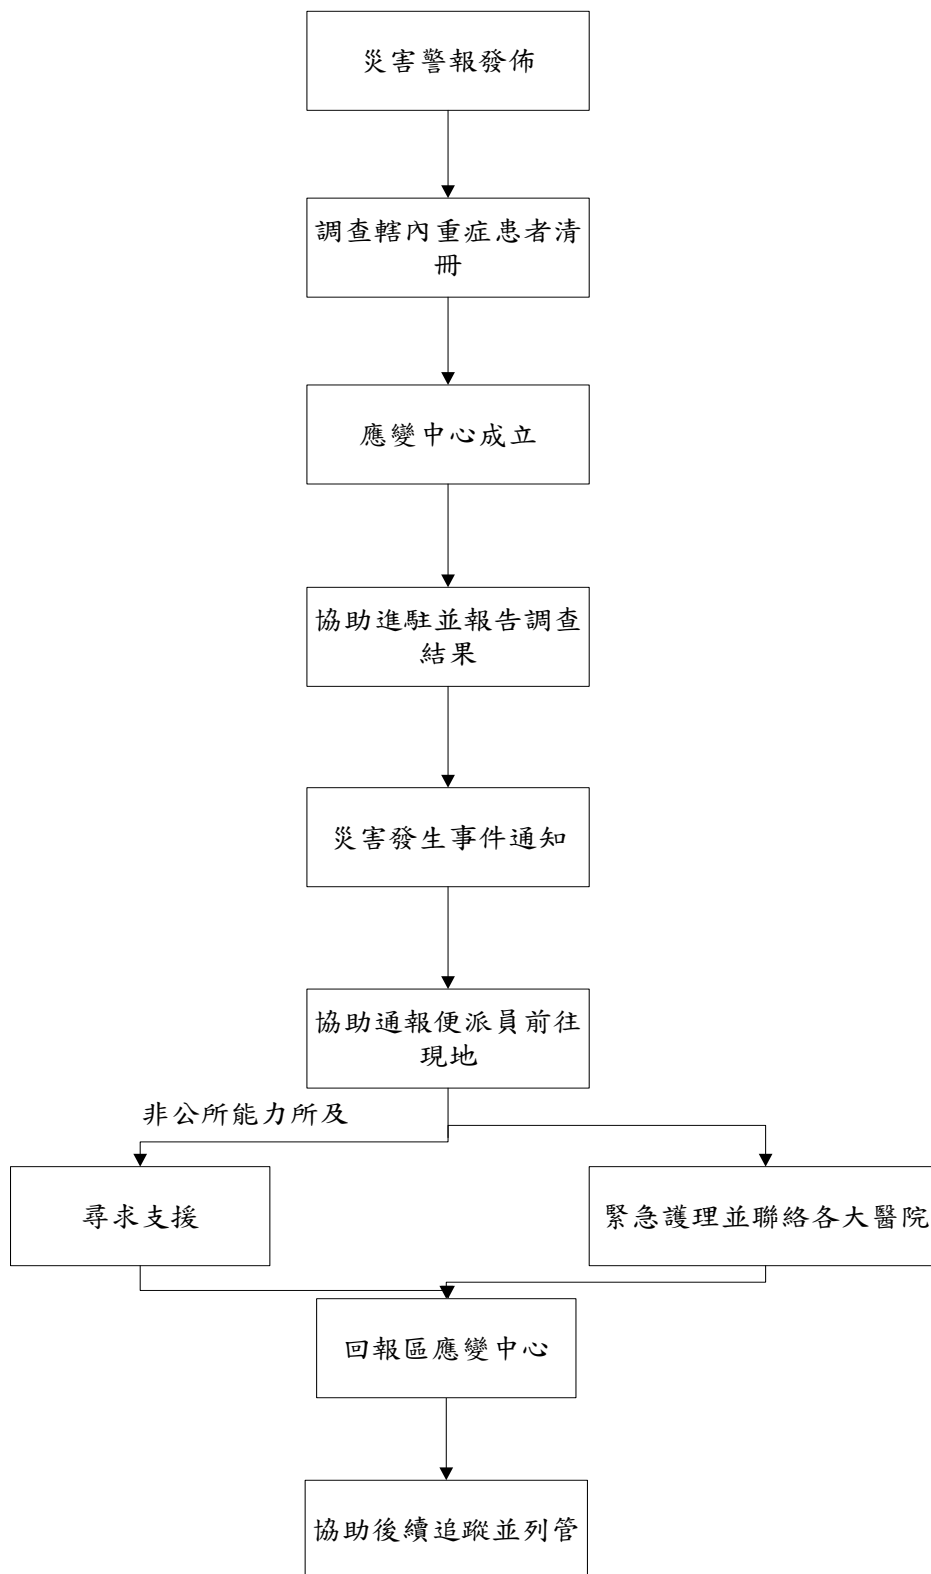 災害警報發佈
調查轄內重症患者清
冊
應變中心成立
協助進駐並報告調查
結果
災害發生事件通知
協助通報便派員前往
現地
非公所能力所及
尋求支援
緊急護理並聯絡各大醫院
回報區應變中心
協助後續追蹤並列管